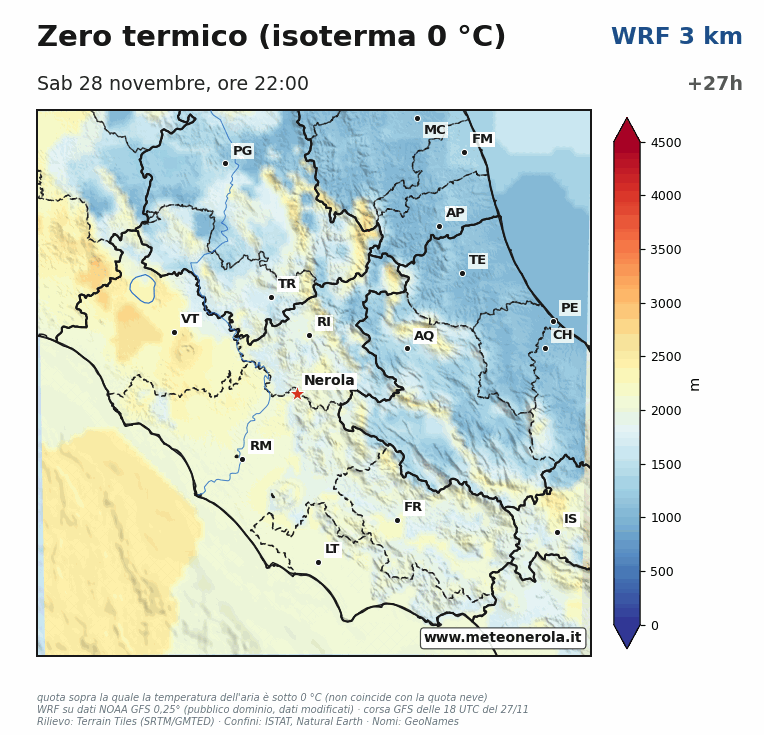 Zero termico (isoterma 0 °C)
WRF 3 km
Sab 28 novembre, ore 22:00
+27h
MC
FM
PG
AP
TE
TR
PE
VT
RI
CH
AQ
Nerola
RM
FR
IS
LT
www.meteonerola.it
4500
4000
3500
3000
2500
2000
1500
1000
500
0
m
quota sopra la quale la temperatura dell'aria è sotto 0 °C (non coincide con la quota neve)
WRF su dati NOAA GFS 0,25° (pubblico dominio, dati modificati) · corsa GFS delle 18 UTC del 27/11
Rilievo: Terrain Tiles (SRTM/GMTED) · Confini: ISTAT, Natural Earth · Nomi: GeoNames